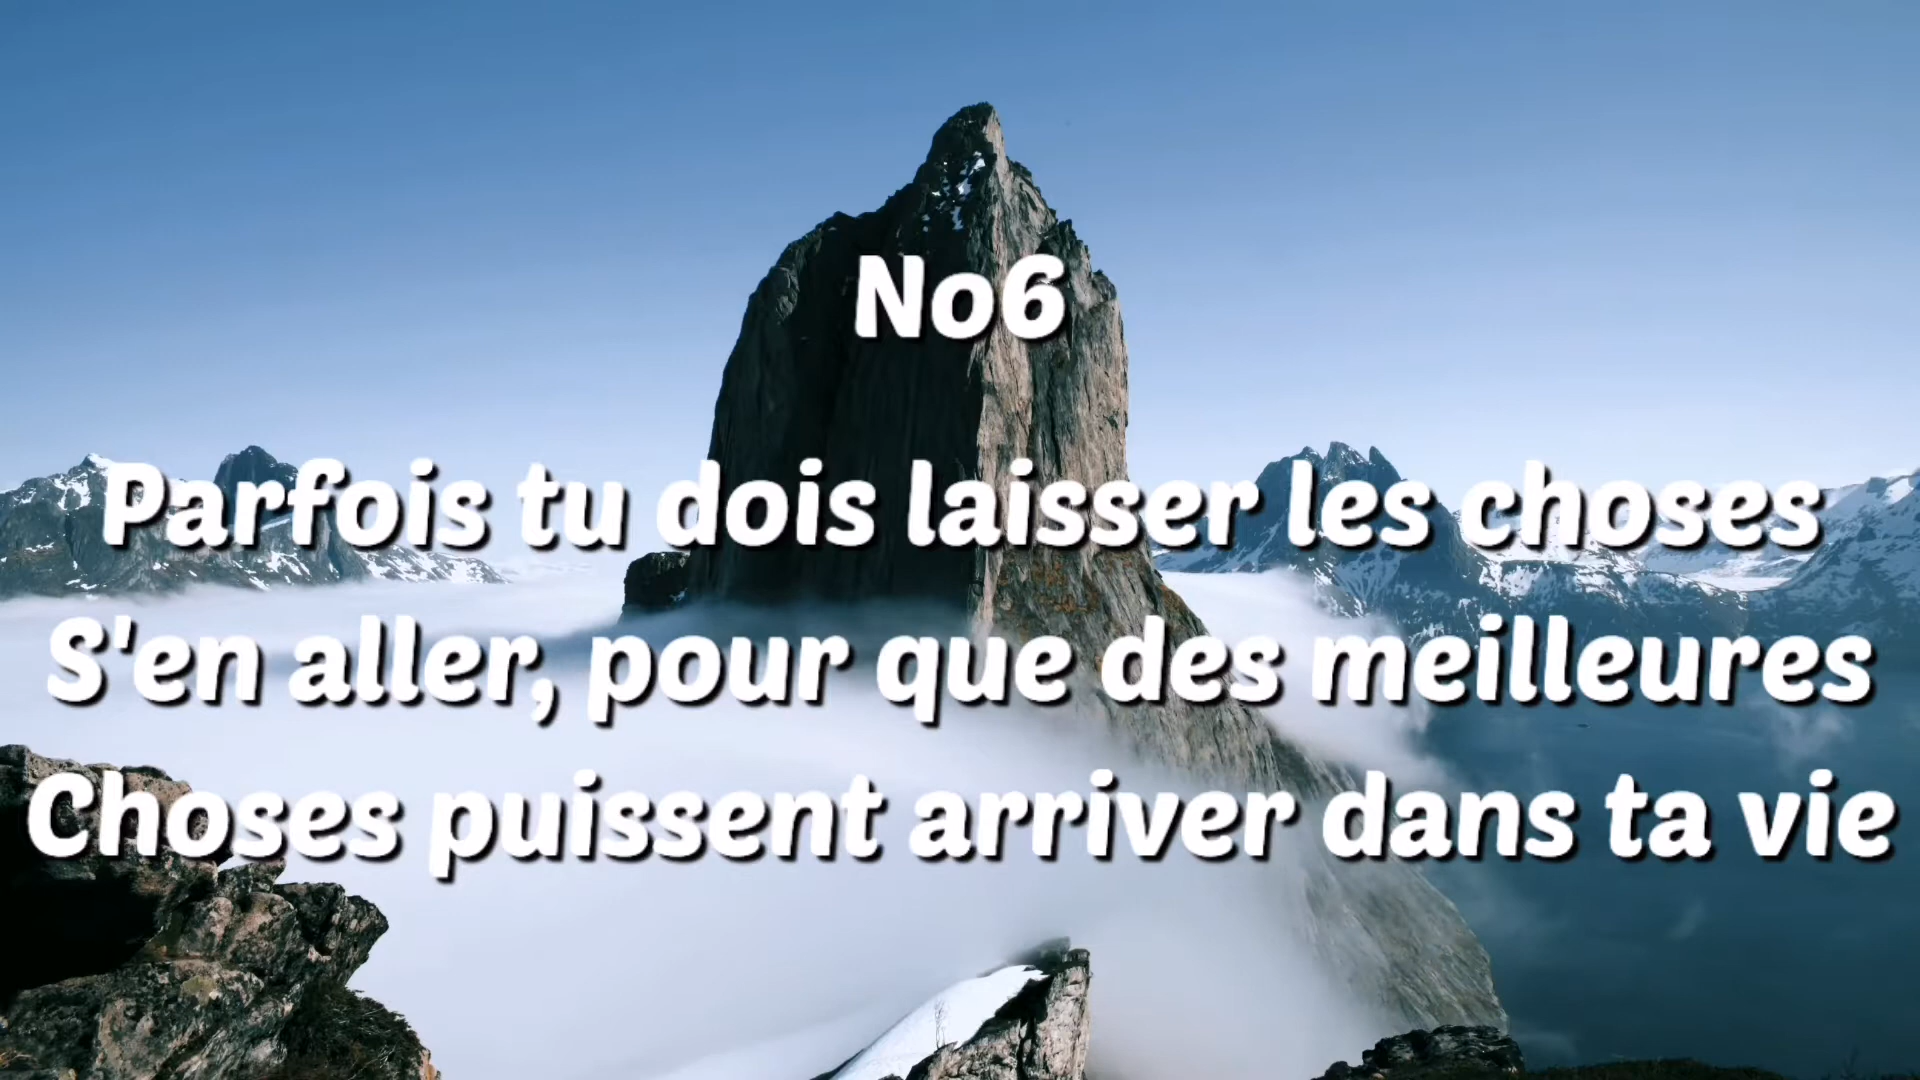 No6
Parfois tu dois laisser les choses
S'en aller, pour que des meilleures
Choses puissent arriver dans ta vie